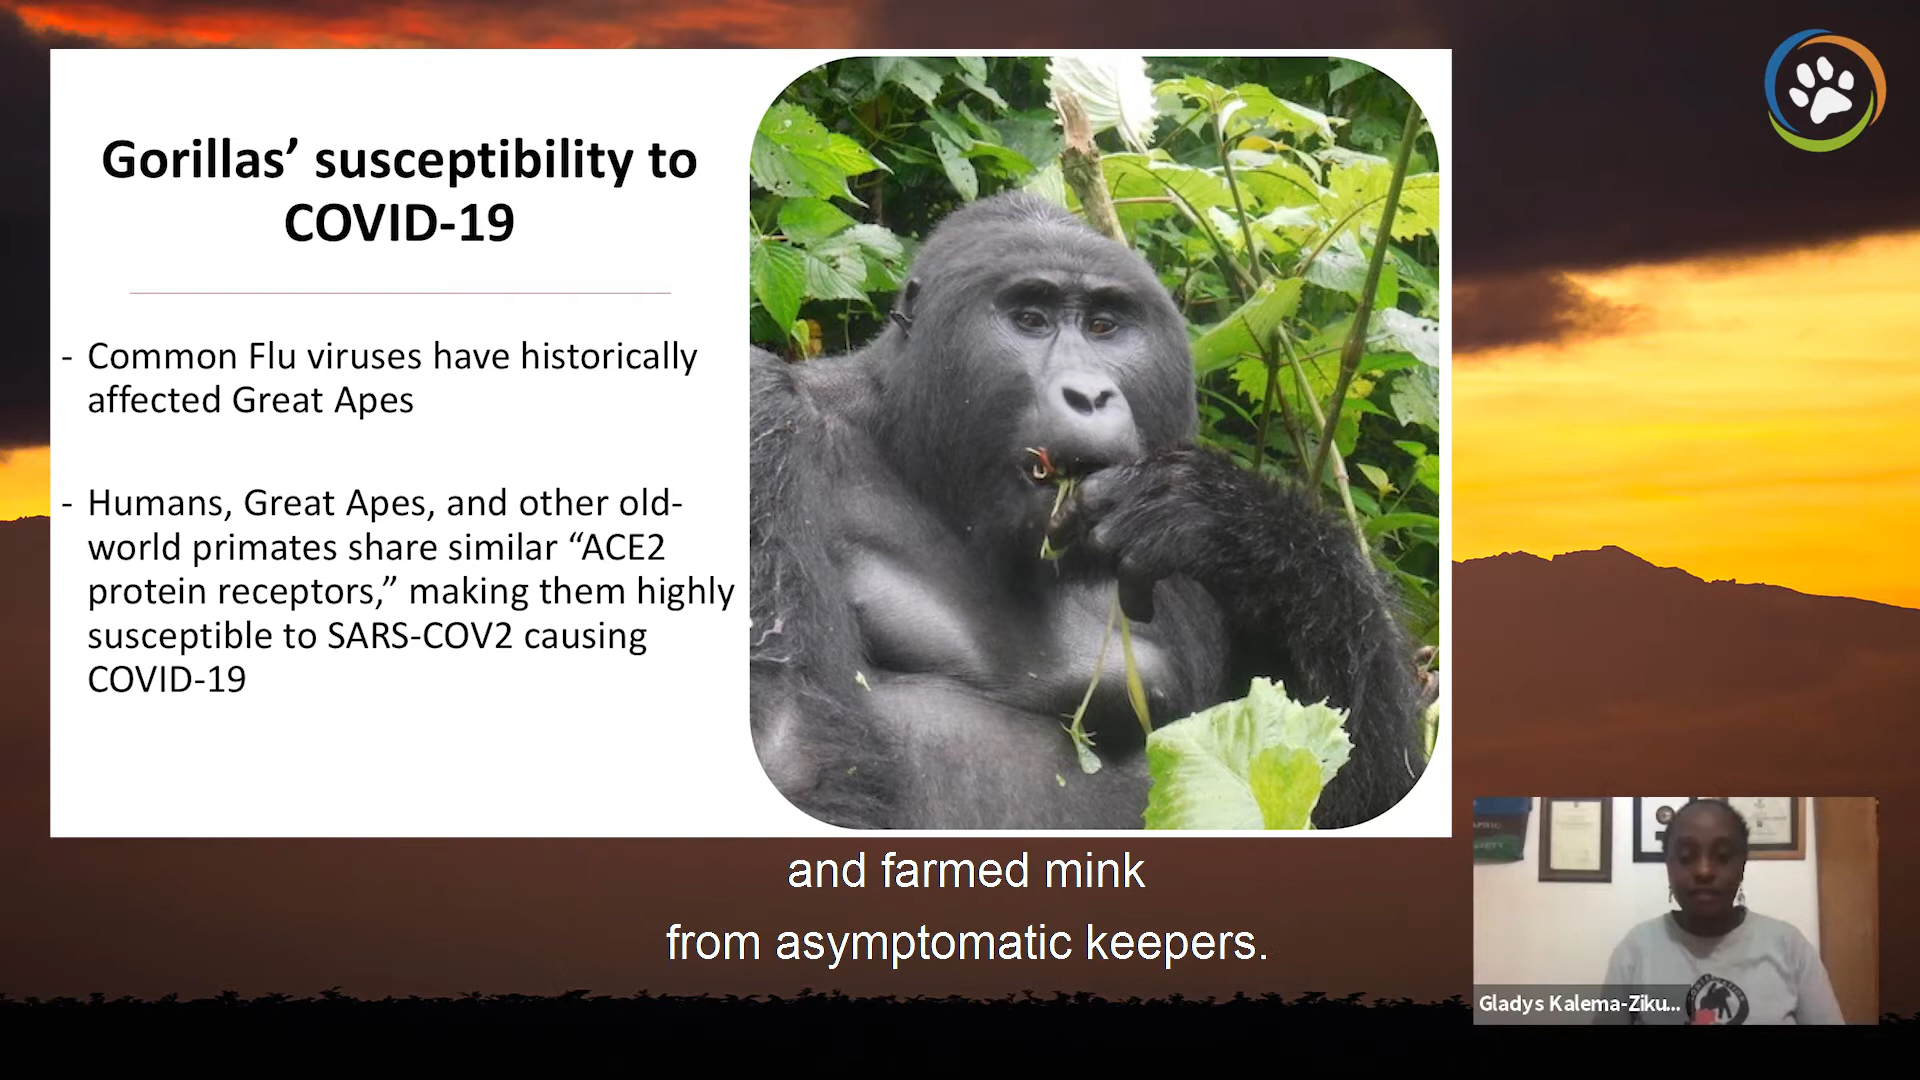 Gorillas’ susceptibility to
COVID-19
- Common Flu viruses have historically
affected Great Apes
- Humans, Great Apes, and other old-
world primates share similar “ACE2
protein receptors,” making them highly
susceptible to SARS-COV2 causing
COVID-19
and farmed mink
from asymptomatic keepers.
Gladys Kalema-Ziku...